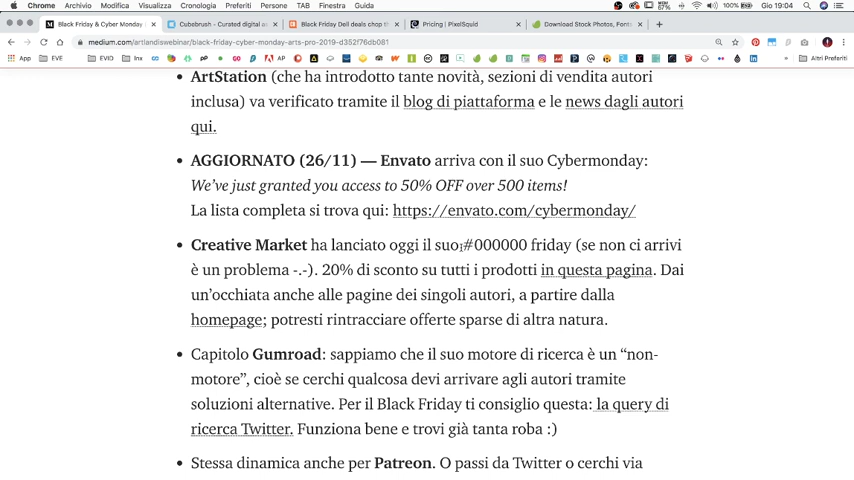 Chrome Archivio Modifica Visualizza Cronologia Preferiti Persone TAB Finestra Guida 100% Gio 19:04
Black Friday & Cyber Monday Cubebrush - Curated digital as Black Friday Dell deals chop th Pricing | PixelSquid Download Stock Photos, Fonts
medium.com/artlandiswebinar/black-friday-cyber-monday-arts-pro-2019-d352f76db081
App EVE EVID Inx AP Altri Preferiti
ArtStation (che ha introdotto tante novità, sezioni di vendita autori
inclusa) va verificato tramite il blog di piattaforma e le news dagli autori
qui.
AGGIORNATO (26/11) — Envato arriva con il suo Cybermonday:
We’ve just granted you access to 50% OFF over 500 items!
La lista completa si trova qui: https://envato.com/cybermonday/
Creative Market ha lanciato oggi il suo #000000 friday (se non ci arrivi
è un problema -.-). 20% di sconto su tutti i prodotti in questa pagina. Dai
un’occhiata anche alle pagine dei singoli autori, a partire dalla
homepage; potresti rintracciare offerte sparse di altra natura.
Capitolo Gumroad: sappiamo che il suo motore di ricerca è un “non-
motore”, cioè se cerchi qualcosa devi arrivare agli autori tramite
soluzioni alternative. Per il Black Friday ti consiglio questa: la query di
ricerca Twitter. Funziona bene e trovi già tanta roba :)
Stessa dinamica anche per Patreon. O passi da Twitter o cerchi via